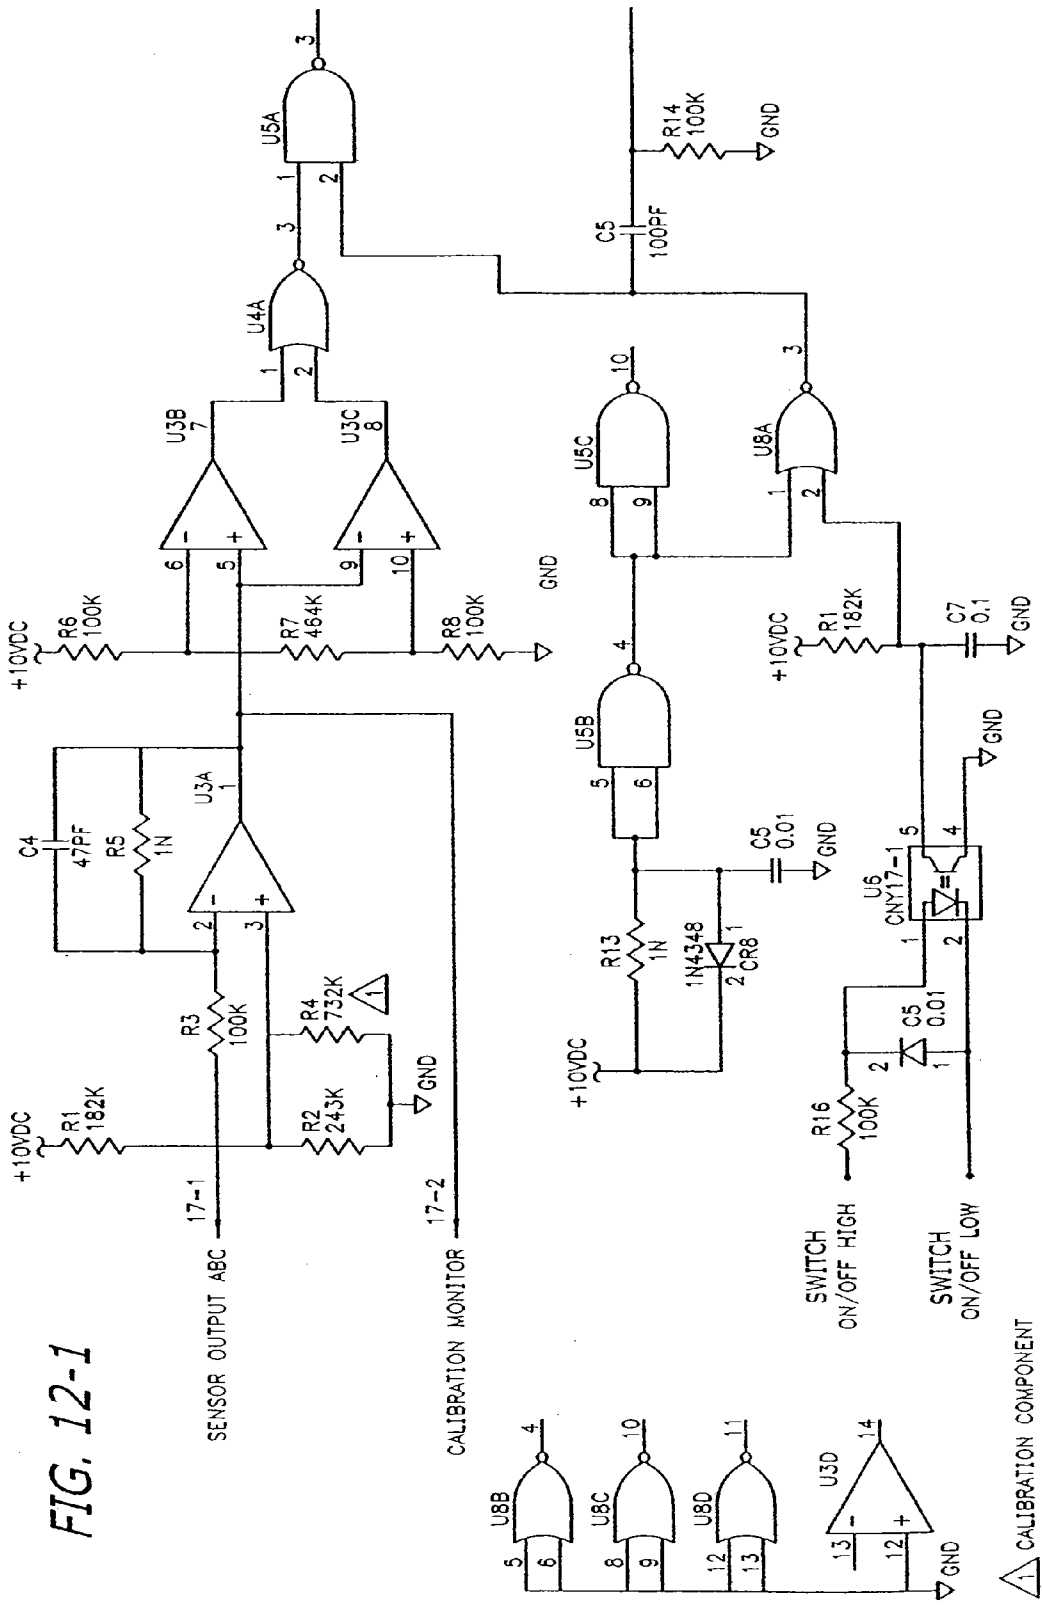 FIG. 12-1
+10VDC
R1
182K
SENSOR OUTPUT ABC
17-1
R3
100K
R2
243K
R4
732K
1
GND
CALIBRATION MONITOR
17-2
C4
47PF
R5
1N
2
3
-
+
U3A
1
+10VDC
R6
100K
R7
464K
R8
100K
GND
6
5
-
+
U3B
7
9
10
-
+
U3C
8
1
2
U4A
3
1
2
U5A
3
+10VDC
R13
1N
1N4348
2
1
CR8
C5
0.01
GND
5
6
U5B
4
8
9
U5C
10
1
2
U8A
3
C5
100PF
R14
100K
GND
SWITCH
ON/OFF HIGH
R16
100K
SWITCH
ON/OFF LOW
2
1
C5
0.01
1
2
U6
CNY17-1
5
4
GND
+10VDC
R1
182K
C7
0.1
GND
5
6
U8B
4
8
9
U8C
10
12
13
U8D
11
13
12
-
+
U3D
14
GND
1
CALIBRATION COMPONENT